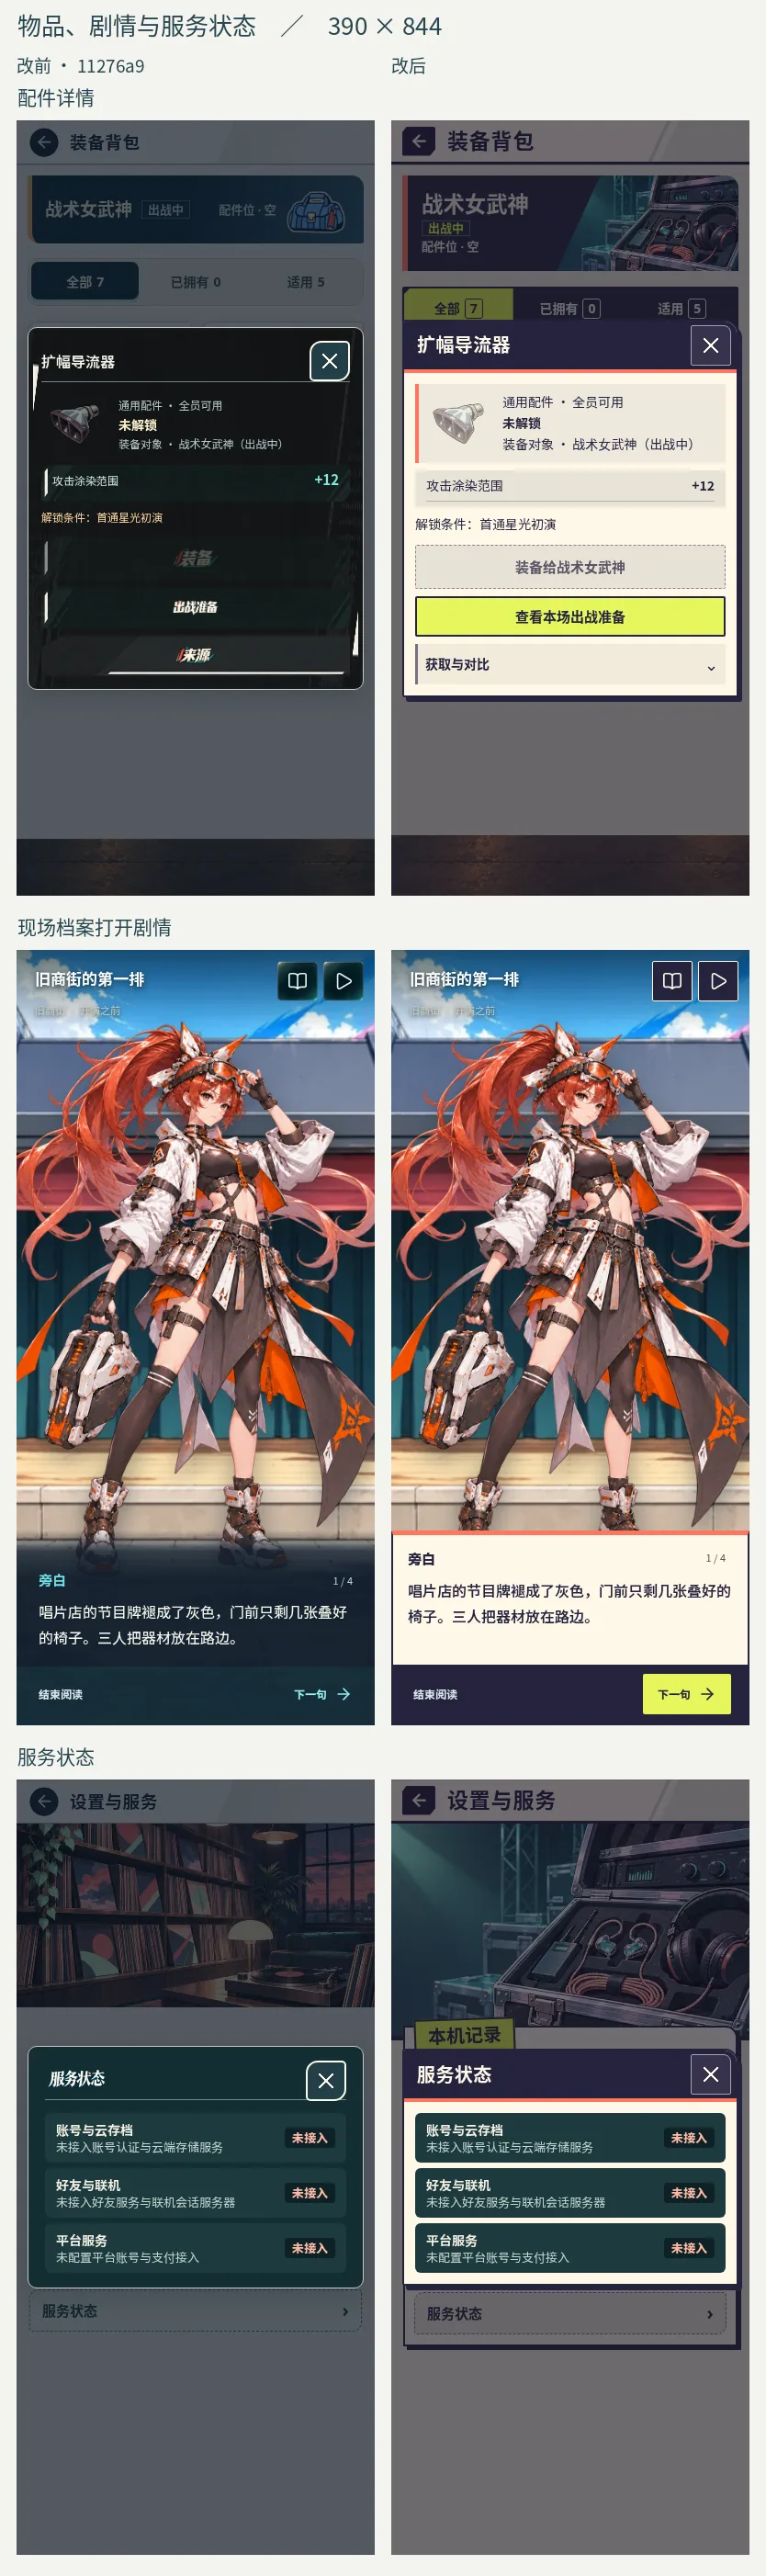 物品、剧情与服务状态 ／ 390 × 844
改前 · 11276a9
改后
配件详情
装备背包
战术女武神 出战中 配件位 · 空
全部 7 已拥有 0 适用 5
扩幅导流器
通用配件 · 全员可用
未解锁
装备对象 · 战术女武神（出战中）
攻击涂染范围 +12
解锁条件：首通星光初演
装备
出战准备
来源
装备背包
战术女武神
出战中
配件位 · 空
全部 7 已拥有 0 适用 5
扩幅导流器
通用配件 · 全员可用
未解锁
装备对象 · 战术女武神（出战中）
攻击涂染范围 +12
解锁条件：首通星光初演
装备给战术女武神
查看本场出战准备
获取与对比
现场档案打开剧情
旧商街的第一排
旁白 1 / 4
唱片店的节目牌褪成了灰色，门前只剩几张叠好
的椅子。三人把器材放在路边。
结束阅读 下一句
旧商街的第一排
旁白 1 / 4
唱片店的节目牌褪成了灰色，门前只剩几张叠好的
椅子。三人把器材放在路边。
结束阅读 下一句
服务状态
设置与服务
服务状态
账号与云存档
未接入账号认证与云端存储服务
未接入
好友与联机
未接入好友服务与联机会话服务器
未接入
平台服务
未配置平台账号与支付接入
未接入
服务状态
设置与服务
本机记录
服务状态
账号与云存档
未接入账号认证与云端存储服务
未接入
好友与联机
未接入好友服务与联机会话服务器
未接入
平台服务
未配置平台账号与支付接入
未接入
服务状态